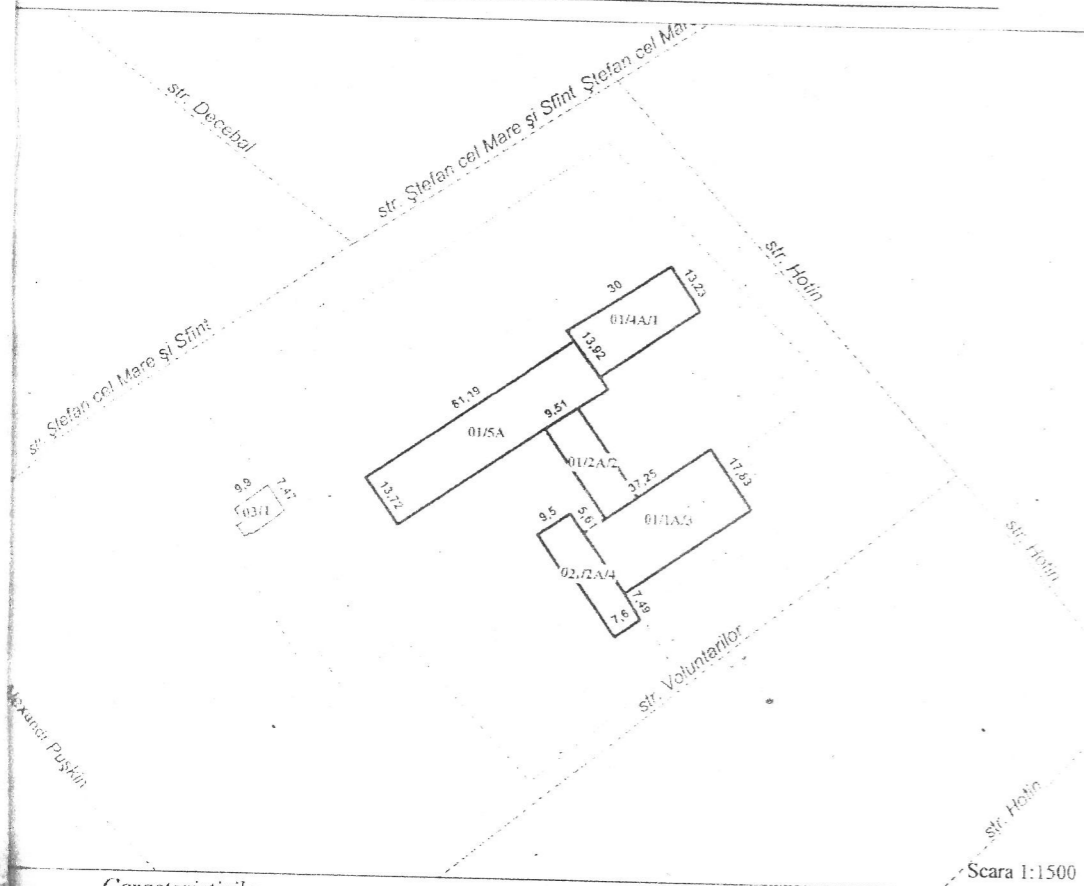 str. Decebal
str. Ştefan cel Mare şi Sfînt Ştefan cel Mare
str. Hotin
30
13,23
01/4A/1
13,92
str. Ştefan cel Mare şi Sfînt
61,19
9,51
01/5A
01/2A/2
13,72
37,25
17,63
9,9
7,47
03/1
9,5
5,61
01/1A/3
02/2A/4
str. Hotin
7,6
7,49
str. Voluntarilor
Puşkin
str. Hotin
Scara 1:1500